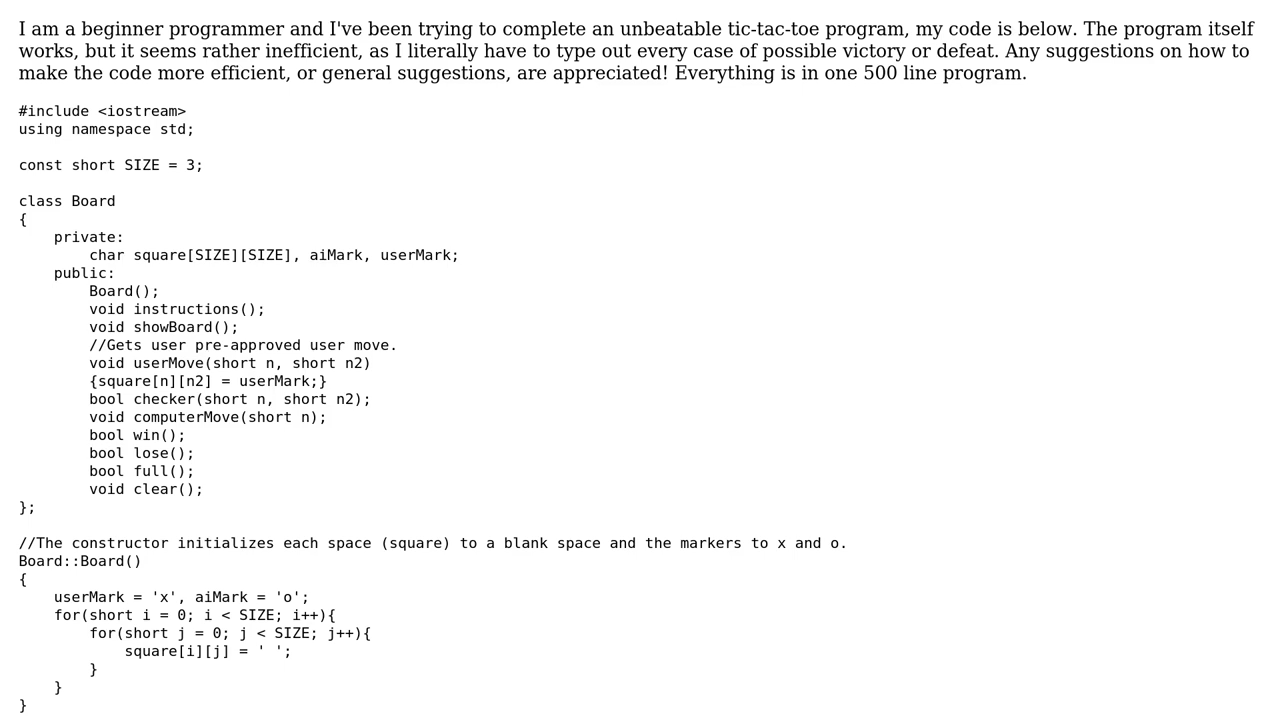 I am a beginner programmer and I've been trying to complete an unbeatable tic-tac-toe program, my code is below. The program itself
works, but it seems rather inefficient, as I literally have to type out every case of possible victory or defeat. Any suggestions on how to
make the code more efficient, or general suggestions, are appreciated! Everything is in one 500 line program.
#include <iostream>
using namespace std;
const short SIZE = 3;
class Board
{
    private:
        char square[SIZE][SIZE], aiMark, userMark;
    public:
        Board();
        void instructions();
        void showBoard();
        //Gets user pre-approved user move.
        void userMove(short n, short n2)
        {square[n][n2] = userMark;}
        bool checker(short n, short n2);
        void computerMove(short n);
        bool win();
        bool lose();
        bool full();
        void clear();
};
//The constructor initializes each space (square) to a blank space and the markers to x and o.
Board::Board()
{
    userMark = 'x', aiMark = 'o';
    for(short i = 0; i < SIZE; i++){
        for(short j = 0; j < SIZE; j++){
            square[i][j] = ' ';
        }
    }
}